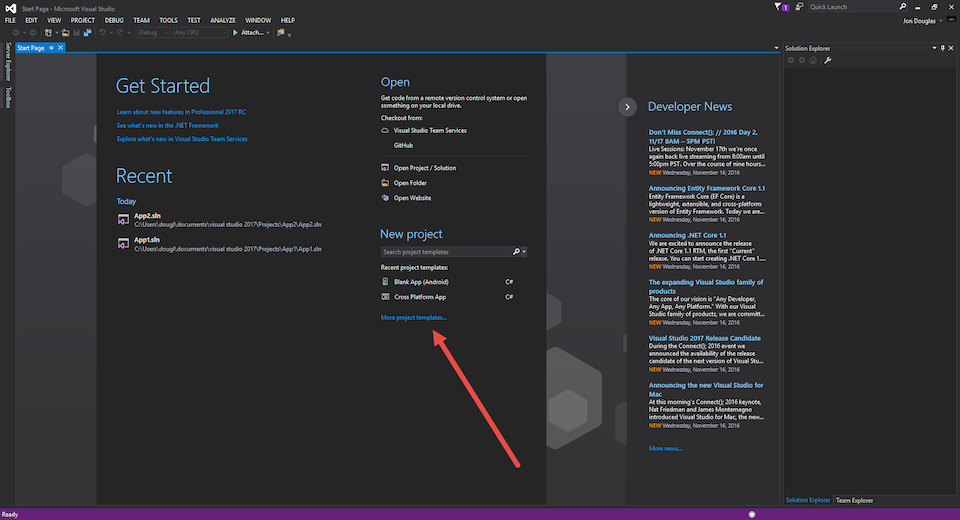 Start Page - Microsoft Visual Studio
1
Quick Launch
FILE EDIT VIEW PROJECT DEBUG TEAM TOOLS TEST ANALYZE WINDOW HELP
Jon Douglas
Debug Any CPU Attach...
Server Explorer
Toolbox
Start Page
Get Started
Learn about new features in Professional 2017 RC
See what's new in the .NET Framework
Explore what's new in Visual Studio Team Services
Recent
Today
App2.sln
C:\Users\dougl\documents\visual studio 2017\Projects\App2\App2.sln
App1.sln
C:\Users\dougl\documents\visual studio 2017\Projects\App1\App1.sln
Open
Get code from a remote version control system or open
something on your local drive.
Checkout from:
Visual Studio Team Services
GitHub
Open Project / Solution
Open Folder
Open Website
New project
Search project templates
Recent project templates:
Blank App (Android) C#
Cross Platform App C#
More project templates...
Developer News
Don't Miss Connect(); // 2016 Day 2,
11/17 8AM – 5PM PST!
Live Sessions: November 17th we're once
again back live streaming from 8:00am until
5:00pm PST. Over the course of nine hours...
NEW Wednesday, November 16, 2016
Announcing Entity Framework Core 1.1
Entity Framework Core (EF Core) is a
lightweight, extensible, and cross-platform
version of Entity Framework. Today we are...
NEW Wednesday, November 16, 2016
Announcing .NET Core 1.1
We are excited to announce the release
of .NET Core 1.1 RTM, the first "Current"
release. You can start creating .NET Core 1....
NEW Wednesday, November 16, 2016
The expanding Visual Studio family of
products
The core of our vision is "Any Developer,
Any App, Any Platform." With our Visual
Studio family of products, we are committ...
NEW Wednesday, November 16, 2016
Visual Studio 2017 Release Candidate
During the Connect(); 2016 event we
announced the availability of the release
candidate of the next version of Visual Stu...
NEW Wednesday, November 16, 2016
Announcing the new Visual Studio for
Mac
At this morning's Connect(); 2016 keynote,
Nat Friedman and James Montemagno
introduced Visual Studio for Mac, the new...
NEW Wednesday, November 16, 2016
More news...
Solution Explorer
Solution Explorer Team Explorer
Ready